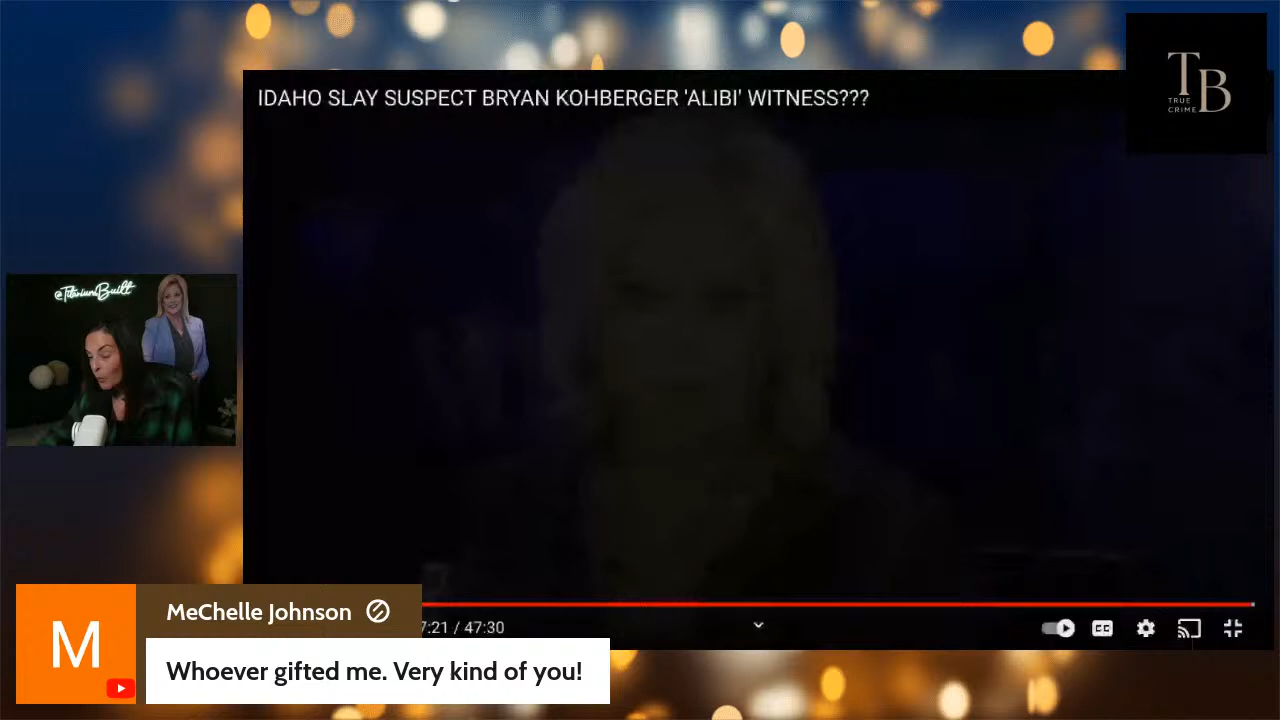 IDAHO SLAY SUSPECT BRYAN KOHBERGER 'ALIBI' WITNESS???
TB
TRUE
CRIME
@TitaniumBuilt
MeChelle Johnson
M
Whoever gifted me. Very kind of you!
7:21 / 47:30
CC